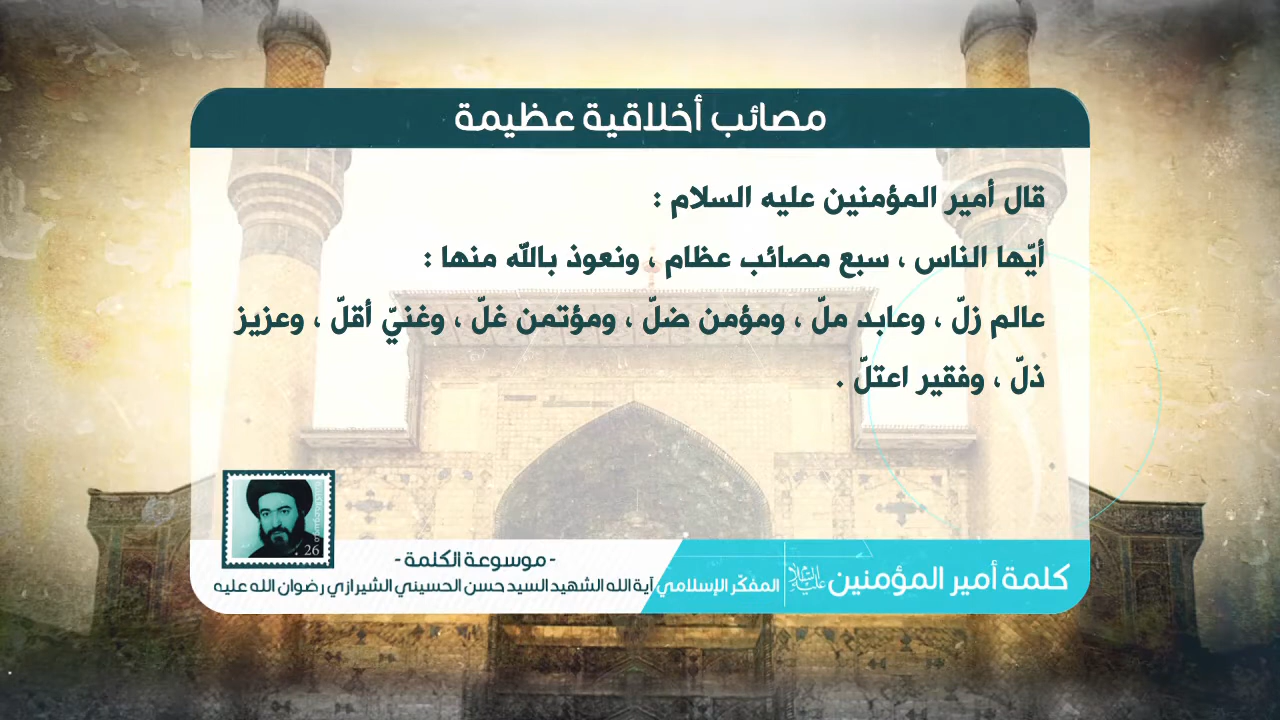 مصائب أخلاقية عظيمة
قال أمير المؤمنين عليه السلام :
أيّها الناس ، سبع مصائب عظام ، ونعوذ بالله منها :
عالم زلّ ، وعابد ملّ ، ومؤمن ضلّ ، ومؤتمن غلّ ، وغنيّ أقلّ ، وعزيز
ذلّ ، وفقير اعتلّ .
كلمة أمير المؤمنين عليه السلام
- موسوعة الكلمة -
المفكّر الإسلامي آية الله الشهيد السيد حسن الحسيني الشيرازي رضوان الله عليه
26